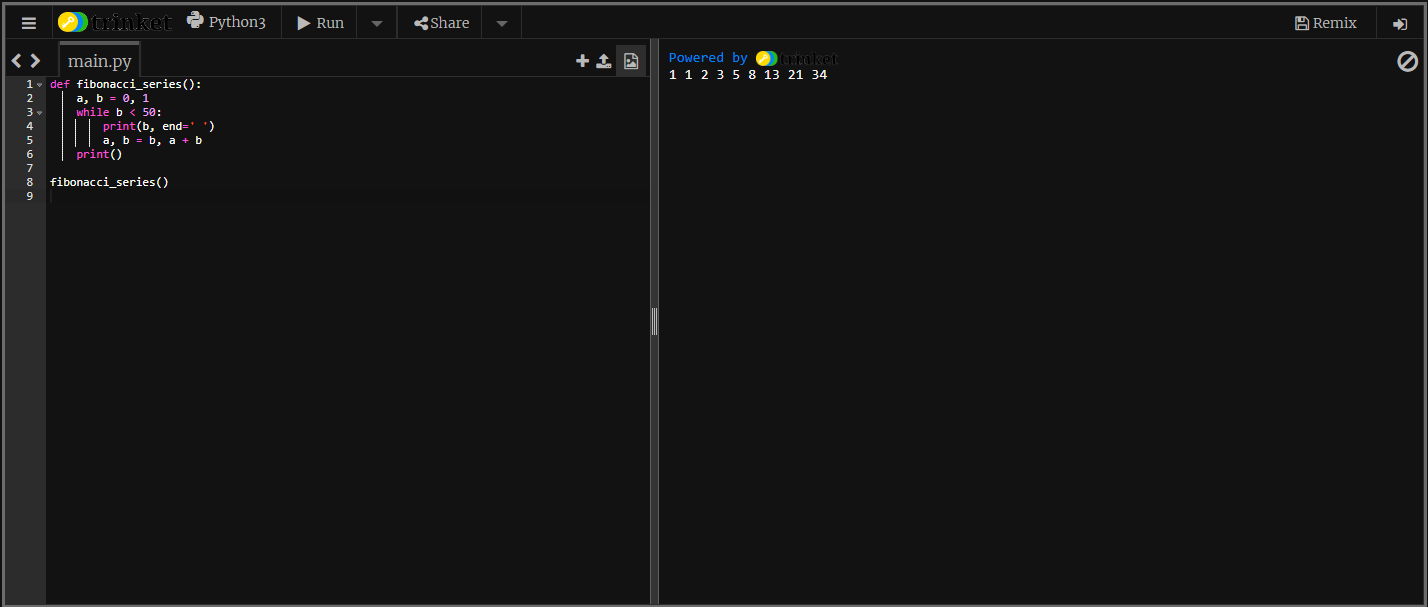 trinket Python3 Run Share Remix
main.py
1 def fibonacci_series():
2     a, b = 0, 1
3     while b < 50:
4         print(b, end=' ')
5         a, b = b, a + b
6     print()
7
8 fibonacci_series()
9
Powered by trinket
1 1 2 3 5 8 13 21 34